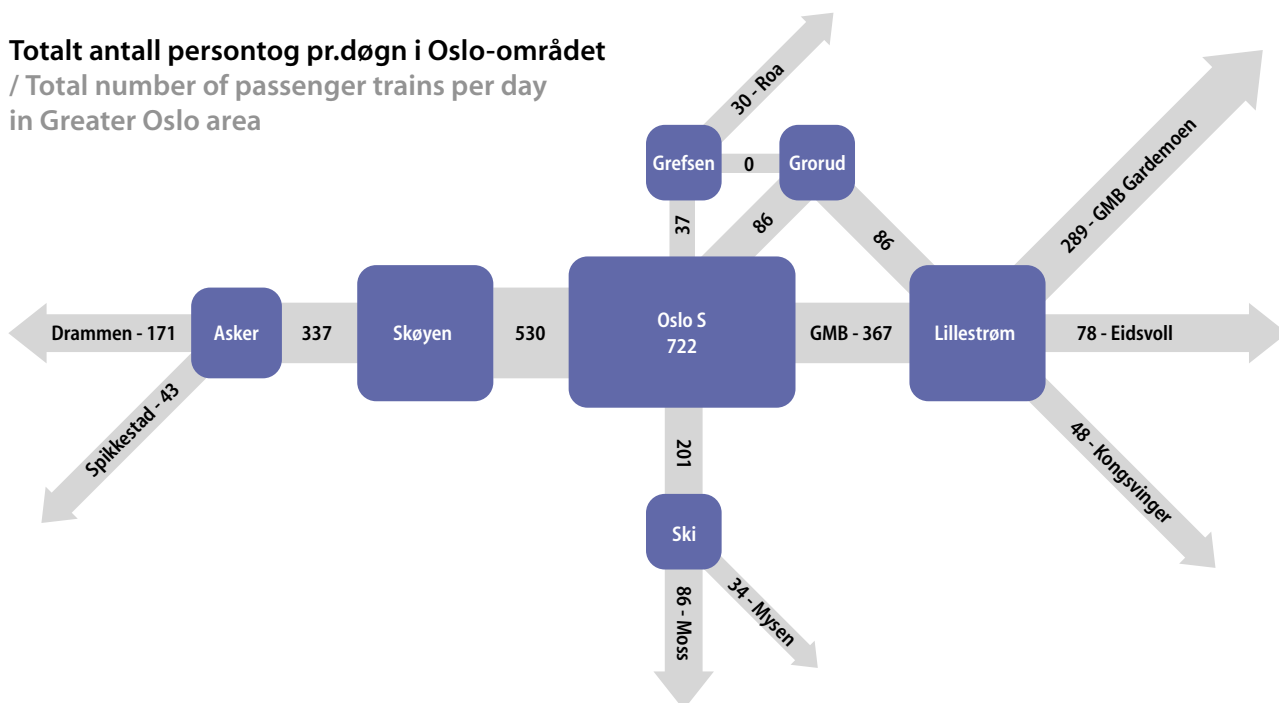 Totalt antall persontog pr.døgn i Oslo-området
/ Total number of passenger trains per day
in Greater Oslo area
30 - Roa
Grefsen
0
Grorud
37
86
86
289 - GMB Gardemoen
Drammen - 171
Asker
337
Skøyen
530
Oslo S
722
GMB - 367
Lillestrøm
78 - Eidsvoll
Spikkestad - 43
201
48 - Kongsvinger
Ski
86 - Moss
34 - Mysen